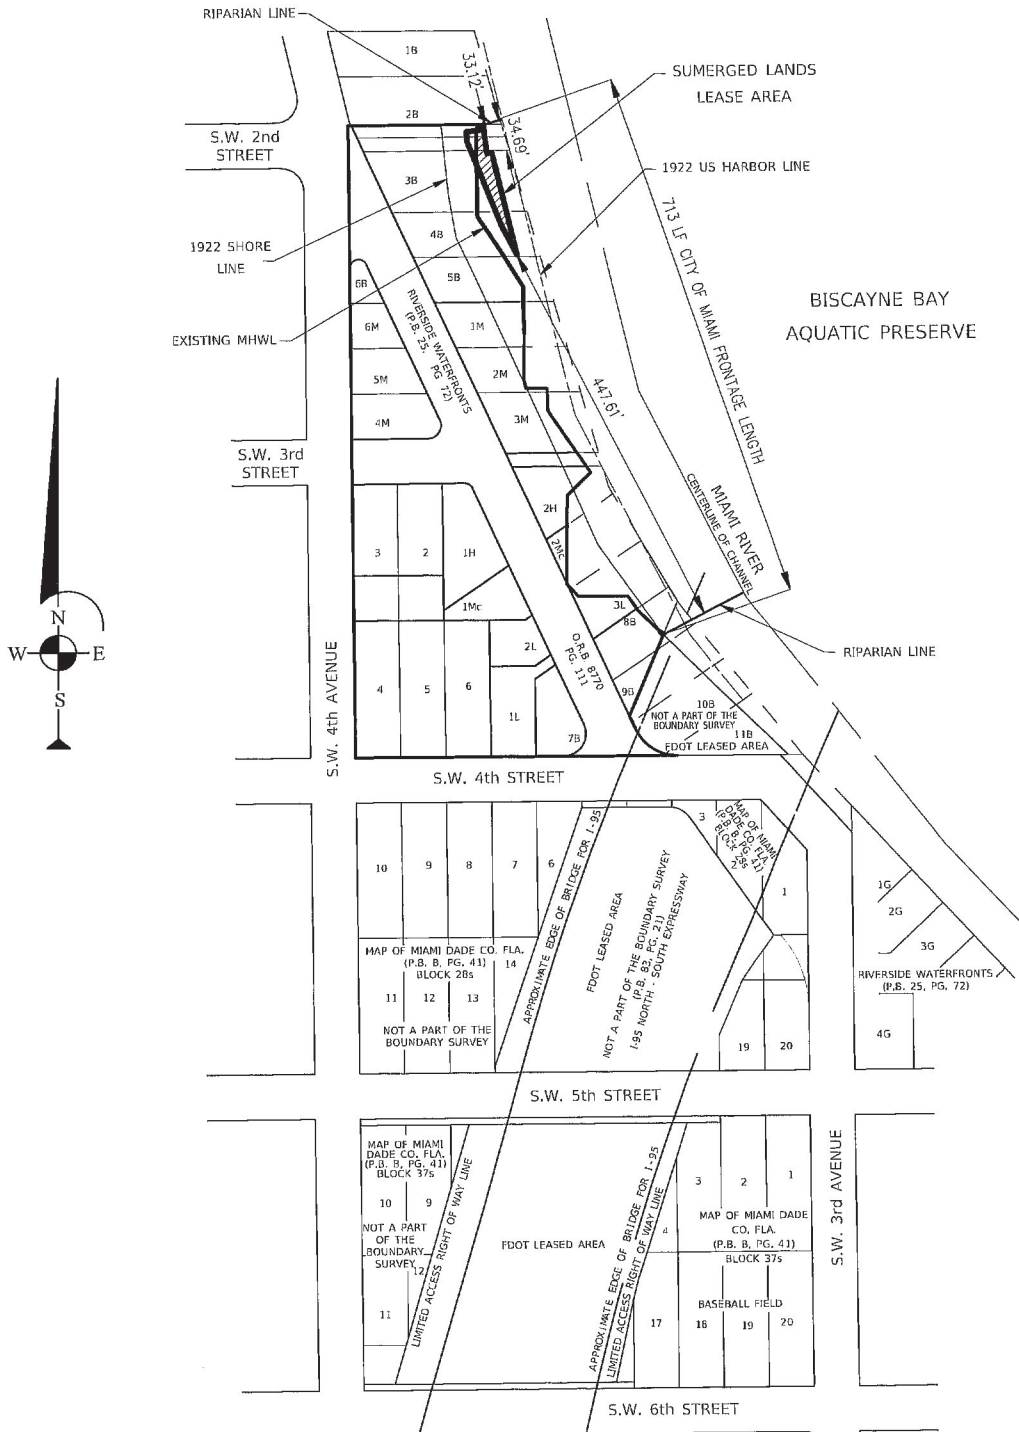 RIPARIAN LINE
1B
33.12'
SUMERGED LANDS
LEASE AREA
2B
34.69'
S.W. 2nd
STREET
1922 US HARBOR LINE
3B
713 LF CITY OF MIAMI FRONTAGE LENGTH
1922 SHORE
LINE
4B
5B
6B
BISCAYNE BAY
AQUATIC PRESERVE
RIVERSIDE WATERFRONTS
(P.B. 25, PG. 72)
EXISTING MHWL
6M
1M
5M
2M
447.61'
4M
3M
S.W. 3rd
STREET
MIAMI RIVER
CENTERLINE OF CHANNEL
2H
3
2
1H
2Mc
1Mc
3L
8B
N
W
E
S
RIPARIAN LINE
S.W. 4th AVENUE
2L
O.R.B. 8770
PG. 111
4
5
6
9B
10B
1L
NOT A PART OF THE
BOUNDARY SURVEY
11B
7B
FDOT LEASED AREA
S.W. 4th STREET
10
9
8
7
6
APPROXIMATE EDGE OF BRIDGE FOR I-95
3
MAP OF MIAMI
DADE CO. FLA.
(P.B. B, PG. 41)
BLOCK 28s
2
1
FDOT LEASED AREA
NOT A PART OF THE BOUNDARY SURVEY
(P.B. 83, PG. 21)
I-95 NORTH - SOUTH EXPRESSWAY
1G
2G
3G
MAP OF MIAMI DADE CO. FLA.
(P.B. B, PG. 41)
BLOCK 28s
14
11
12
13
NOT A PART OF THE
BOUNDARY SURVEY
RIVERSIDE WATERFRONTS
(P.B. 25, PG. 72)
4G
19
20
S.W. 5th STREET
MAP OF MIAMI
DADE CO. FLA.
(P.B. B, PG. 41)
BLOCK 37s
10
9
NOT A PART
OF THE
BOUNDARY
SURVEY
12
11
LIMITED ACCESS RIGHT OF WAY LINE
FDOT LEASED AREA
APPROXIMATE EDGE OF BRIDGE FOR I-95
LIMITED ACCESS RIGHT OF WAY LINE
3
2
1
4
MAP OF MIAMI DADE
CO. FLA.
(P.B. B, PG. 41)
BLOCK 37s
S.W. 3rd AVENUE
BASEBALL FIELD
17
18
19
20
S.W. 6th STREET